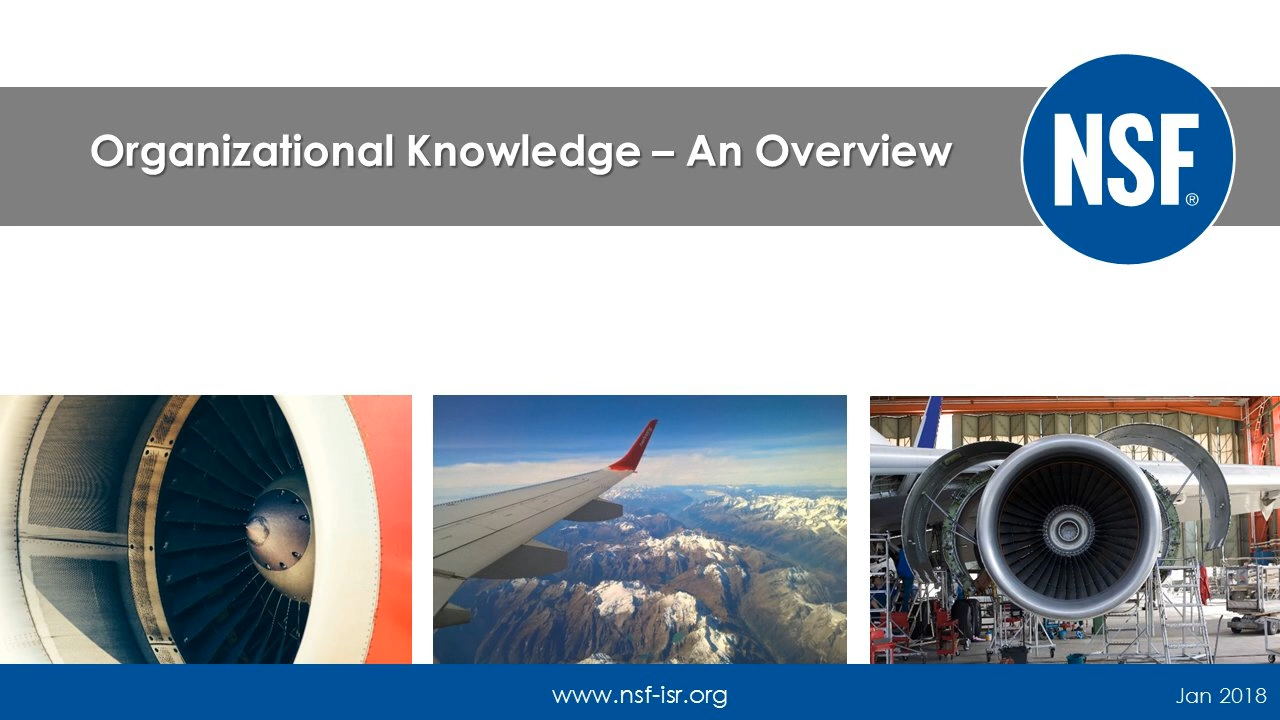 Organizational Knowledge – An Overview
NSF®
www.nsf-isr.org
Jan 2018